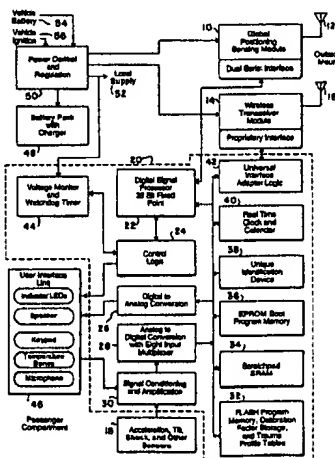 Vehicle Battery
54
Vehicle Ignition
56
Power Control and Regulation
50
Local Supply
52
Battery Pack with Charger
48
10
Global Positioning Sensing Module
Dual Serial Interface
12
14
Wireless Transceiver Module
Proprietary Interface
16
20
42
Voltage Monitor and Watchdog Timer
44
Digital Signal Processor
Fixed Point
22
24
Control Logic
Universal Interface Adapter Logic
40
Real Time Clock and Calendar
38
Unique Identification Device
36
EPROM Boot Program Memory
34
Scratchpad SRAM
32
FLASH Program Memory, Calibration Factor Storage, and Trauma Profile Tables
User Interface Unit
Indicator LEDs
Speaker
Keypad
Temperature Sensor
Microphone
46
Passenger Compartment
Digital to Analog Conversion
26
Analog to Digital Conversion with Eight Input Multiplexer
28
Signal Conditioning and Amplification
30
18
Acceleration, Tilt, Shock, and Other Sensors